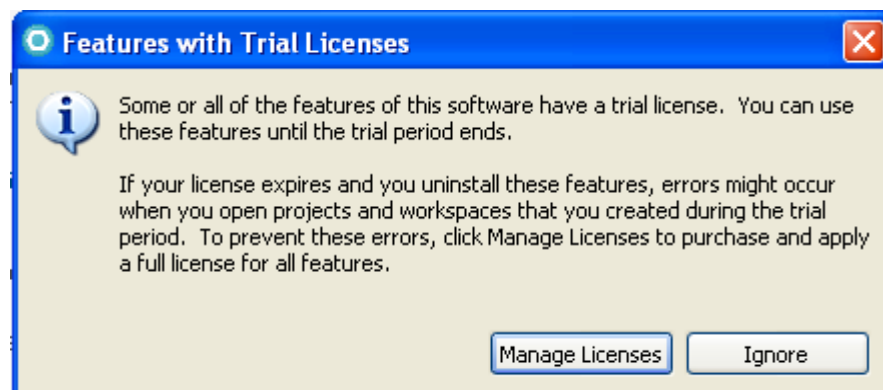 Features with Trial Licenses
Some or all of the features of this software have a trial license.  You can use
these features until the trial period ends.
If your license expires and you uninstall these features, errors might occur
when you open projects and workspaces that you created during the trial
period.  To prevent these errors, click Manage Licenses to purchase and apply
a full license for all features.
Manage Licenses
Ignore